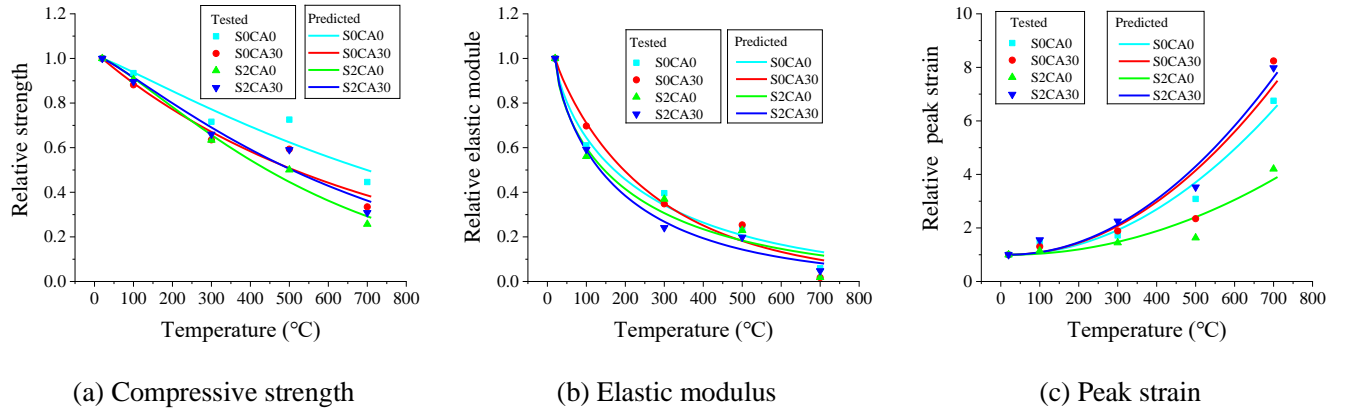 Tested
S0CA0
S0CA30
S2CA0
S2CA30
Predicted
S0CA0
S0CA30
S2CA0
S2CA30
1.2
1.0
0.8
0.6
0.4
0.2
0.0
Relative strength
0 100 200 300 400 500 600 700 800
Temperature (℃)
(a) Compressive strength
Tested
S0CA0
S0CA30
S2CA0
S2CA30
Predicted
S0CA0
S0CA30
S2CA0
S2CA30
1.2
1.0
0.8
0.6
0.4
0.2
0.0
Relative elastic module
0 100 200 300 400 500 600 700 800
Temperature (℃)
(b) Elastic modulus
Tested
S0CA0
S0CA30
S2CA0
S2CA30
Predicted
S0CA0
S0CA30
S2CA0
S2CA30
10
8
6
4
2
0
Relative peak strain
0 100 200 300 400 500 600 700 800
Temperature (℃)
(c) Peak strain